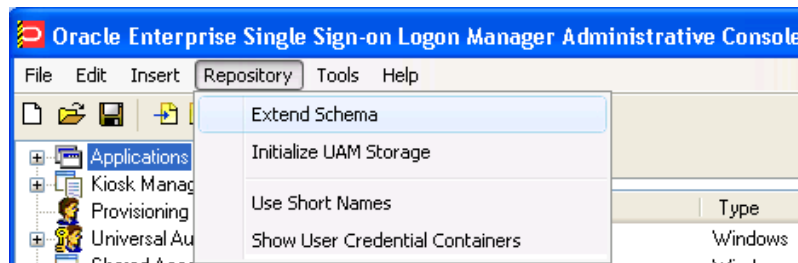 Oracle Enterprise Single Sign-on Logon Manager Administrative Console
File Edit Insert Repository Tools Help
Extend Schema
Applications
Initialize UAM Storage
Kiosk Manag
Provisioning
Use Short Names
Type
Universal Au
Show User Credential Containers
Windows